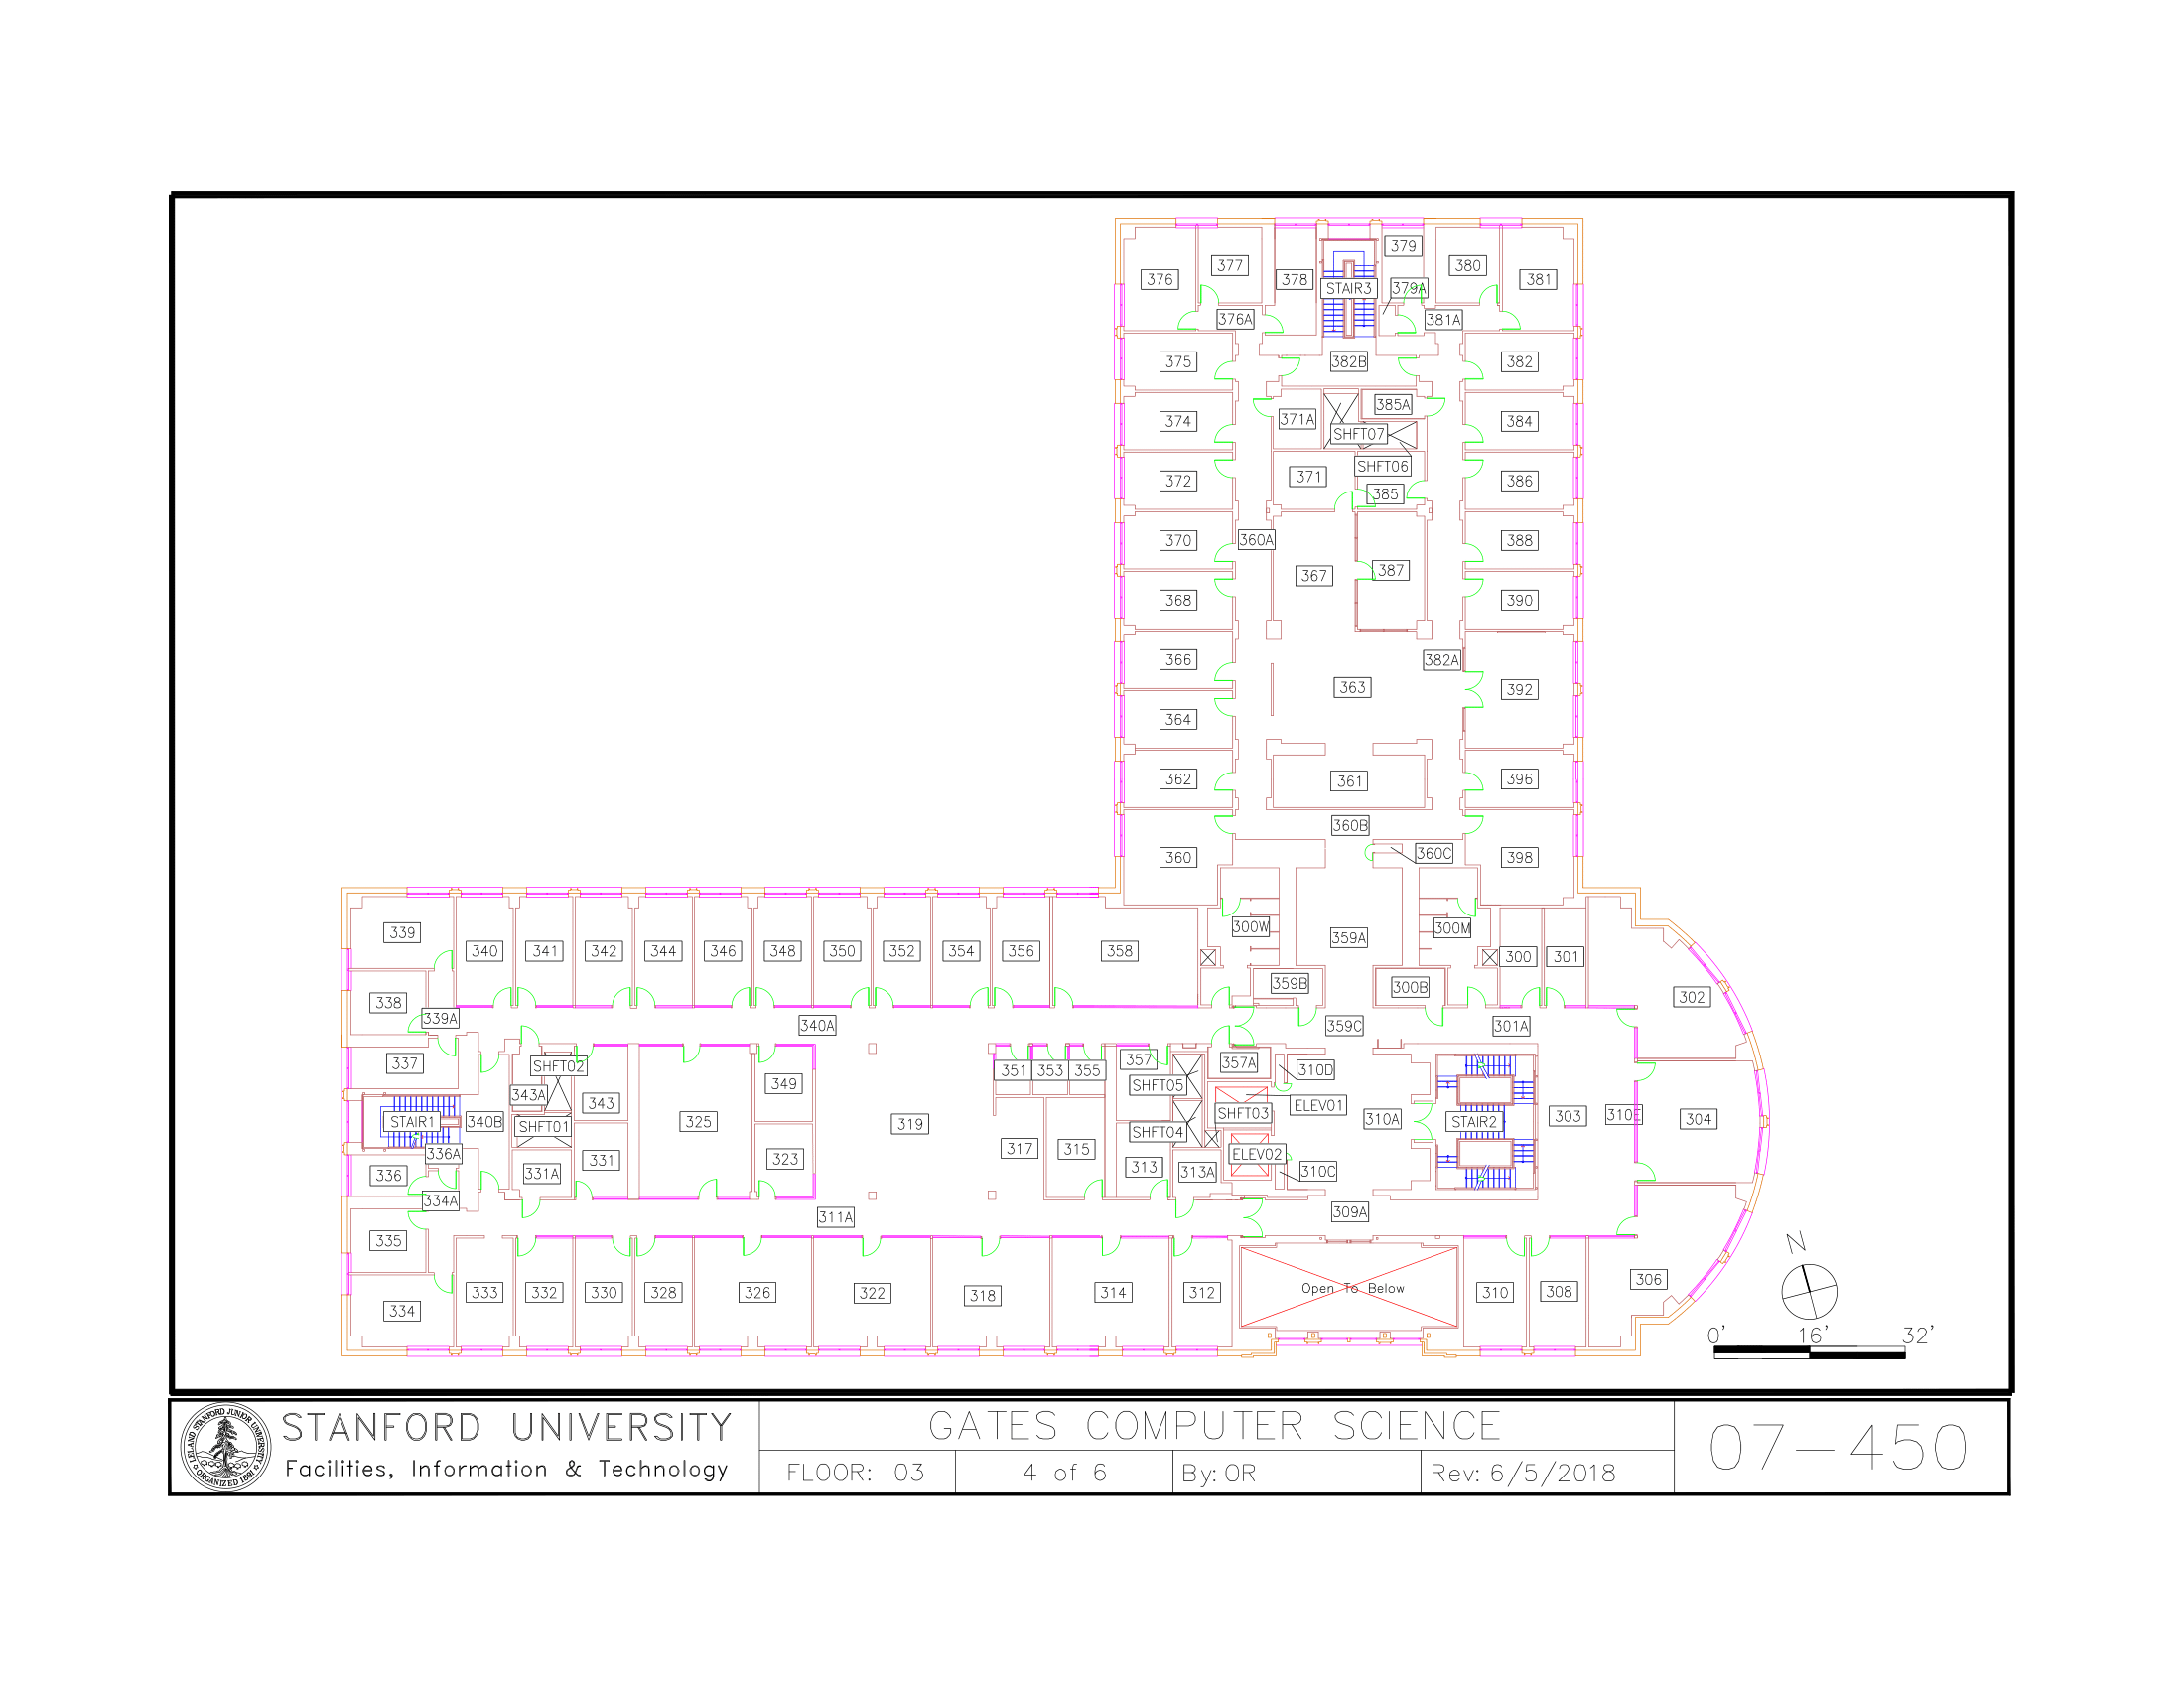 376
377
378
STAIR3
379
379A
380
381
376A
381A
375
382B
382
374
371A
385A
384
SHFT07
372
371
SHFT06
385
386
370
360A
388
367
387
368
390
366
382A
363
392
364
362
361
396
360B
360
360C
398
339
340
341
342
344
346
348
350
352
354
356
358
300W
359A
300M
300
301
338
359B
300B
302
339A
340A
359C
301A
337
SHFT02
351
353
355
357
357A
310D
343A
343
349
SHFT05
STAIR1
340B
SHFT01
325
319
SHFT03
ELEV01
310A
STAIR2
303
310E
304
336A
317
315
SHFT04
336
331A
331
323
313
313A
ELEV02
310C
334A
311A
309A
335
334
333
332
330
328
326
322
318
314
312
Open To Below
310
308
306
N
0' 16' 32'
LELAND STANFORD JUNIOR UNIVERSITY
ORGANIZED 1891
STANFORD UNIVERSITY
Facilities, Information & Technology
GATES COMPUTER SCIENCE
FLOOR: 03
4 of 6
By: OR
Rev: 6/5/2018
07-450